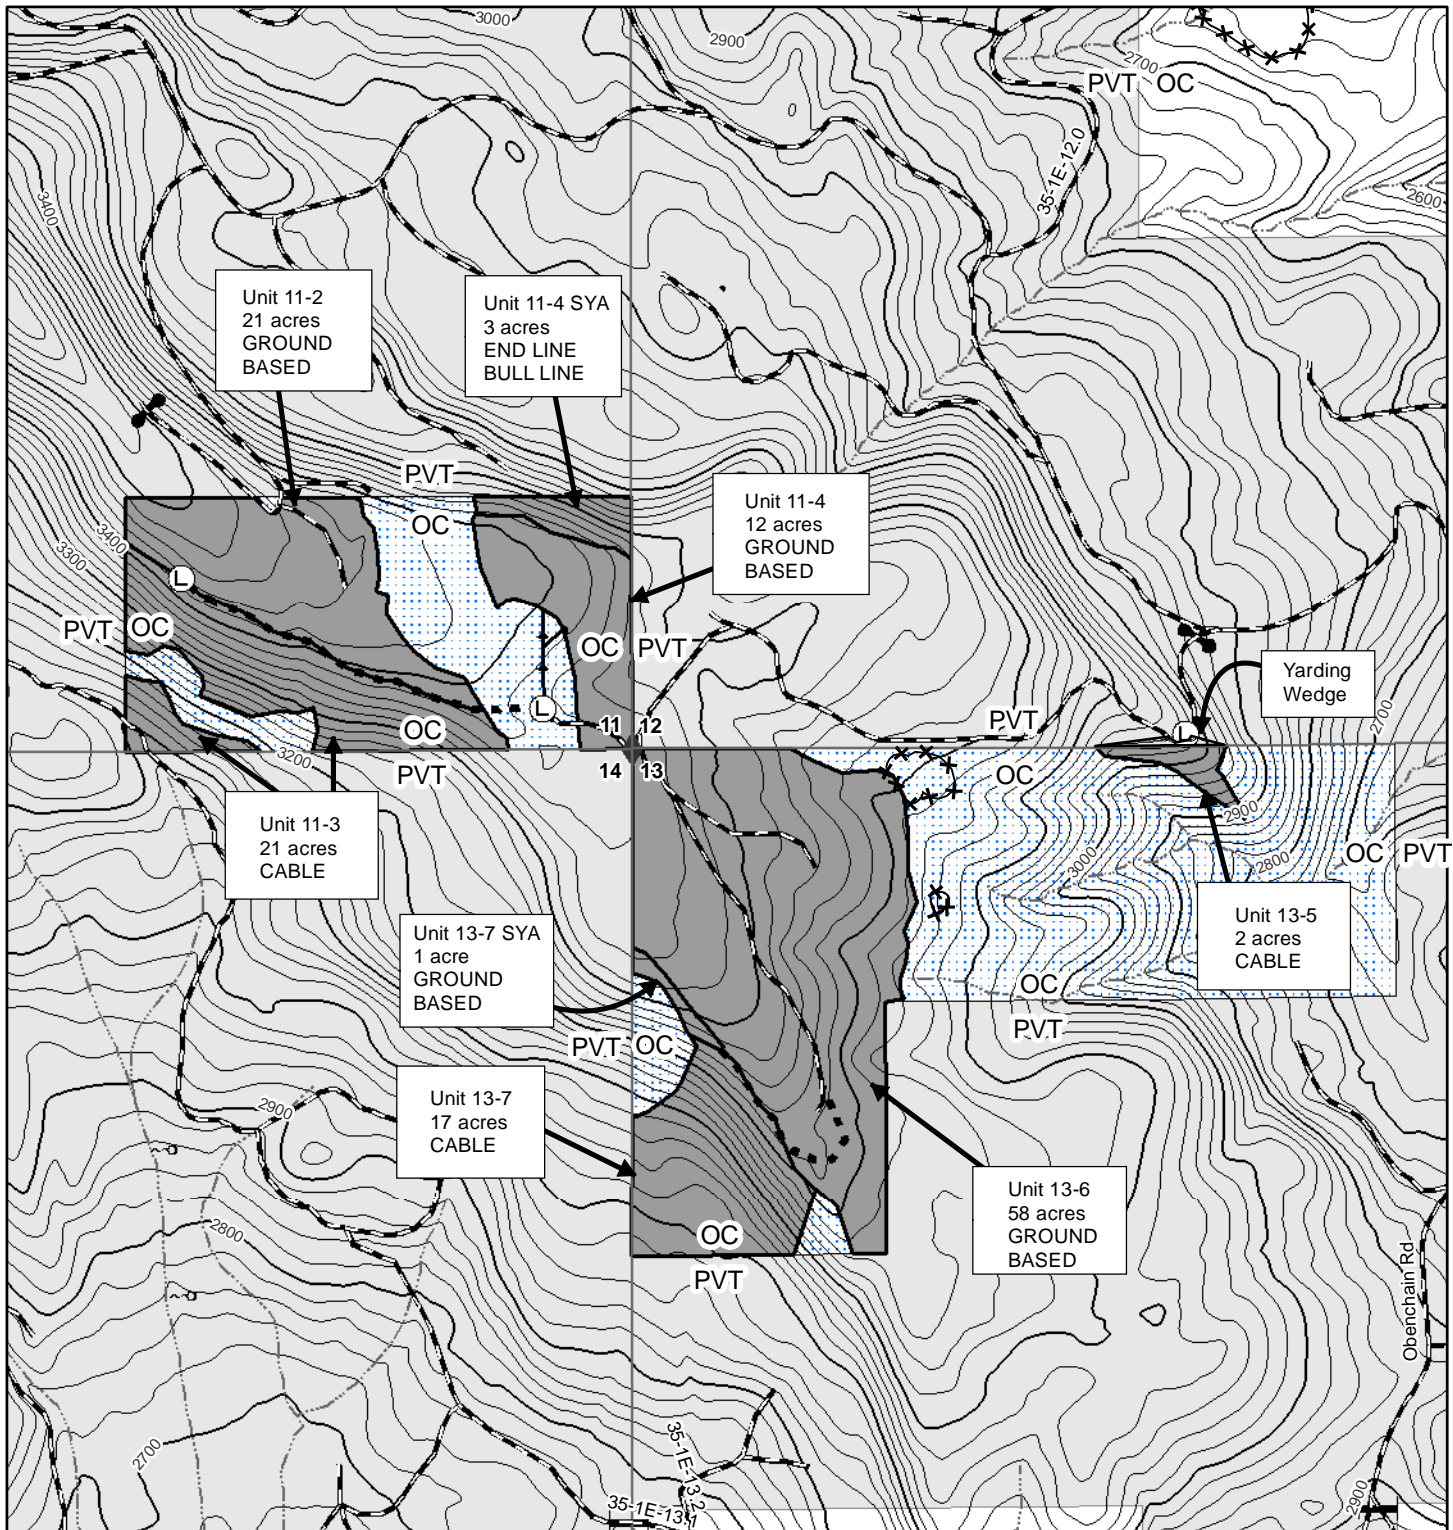 3000
2900
2700
PVT OC
3400
35-1E-12.0
2600
Unit 11-2
21 acres
GROUND
BASED
Unit 11-4 SYA
3 acres
END LINE
BULL LINE
PVT
OC
Unit 11-4
12 acres
GROUND
BASED
3400
3300
L
PVT OC
OC PVT
Yarding
Wedge
L
OC
PVT
3200
11 12
14 13
PVT
L
2700
OC
Unit 11-3
21 acres
CABLE
2900
3000
2800
OC PVT
Unit 13-7 SYA
1 acre
GROUND
BASED
Unit 13-5
2 acres
CABLE
OC
PVT
PVT OC
Unit 13-7
17 acres
CABLE
2900
Unit 13-6
58 acres
GROUND
BASED
2800
OC
PVT
Obenchain Rd
2700
35-1E-13.2
35-1E-13.1
2900